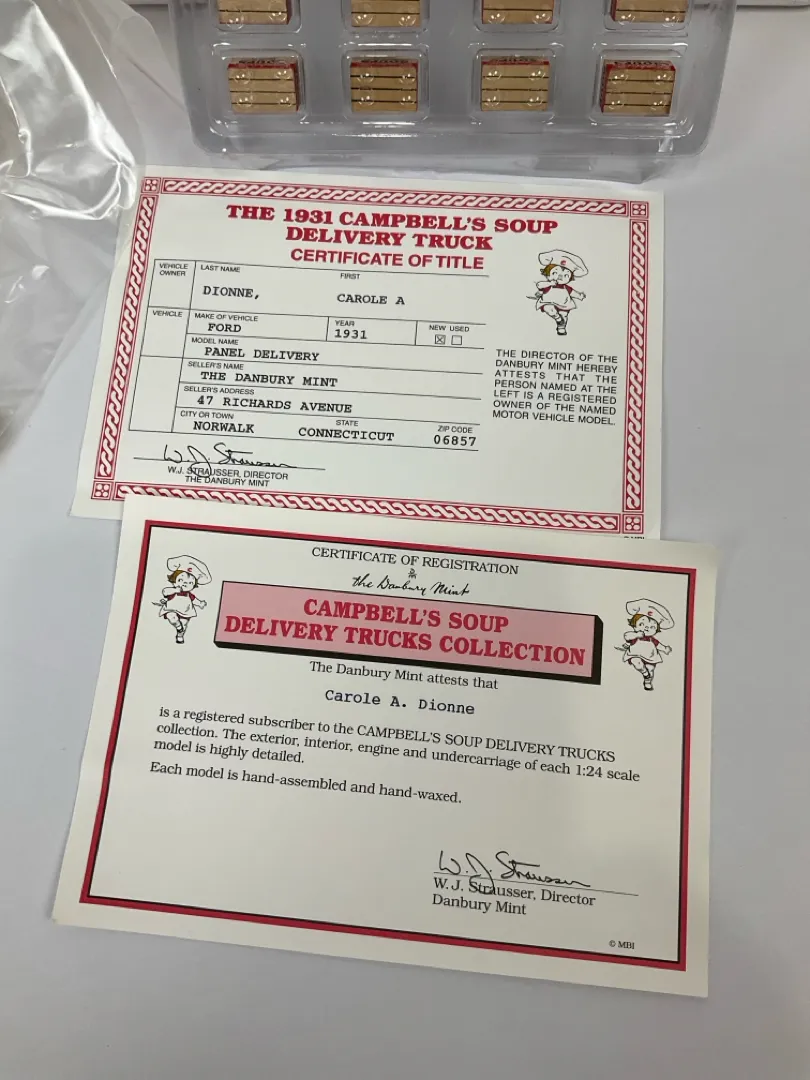 THE 1931 CAMPBELL'S SOUP
DELIVERY TRUCK
CERTIFICATE OF TITLE
VEHICLE
OWNER
LAST NAME
FIRST
DIONNE,
CAROLE A
VEHICLE
MAKE OF VEHICLE
YEAR
NEW USED
FORD
1931
MODEL NAME
PANEL DELIVERY
SELLER'S NAME
THE DANBURY MINT
SELLER'S ADDRESS
47 RICHARDS AVENUE
CITY OR TOWN
STATE
ZIP CODE
NORWALK
CONNECTICUT
06857
THE DIRECTOR OF THE
DANBURY MINT HEREBY
ATTESTS THAT THE
PERSON NAMED AT THE
LEFT IS A REGISTERED
OWNER OF THE NAMED
MOTOR VEHICLE MODEL.
W.J. Strausser
W.J. STRAUSSER, DIRECTOR
THE DANBURY MINT
CERTIFICATE OF REGISTRATION
the Danbury Mint
CAMPBELL'S SOUP
DELIVERY TRUCKS COLLECTION
The Danbury Mint attests that
Carole A. Dionne
is a registered subscriber to the CAMPBELL'S SOUP DELIVERY TRUCKS
collection. The exterior, interior, engine and undercarriage of each 1:24 scale
model is highly detailed.
Each model is hand-assembled and hand-waxed.
W.J. Strausser
W.J. Strausser, Director
Danbury Mint
© MBI